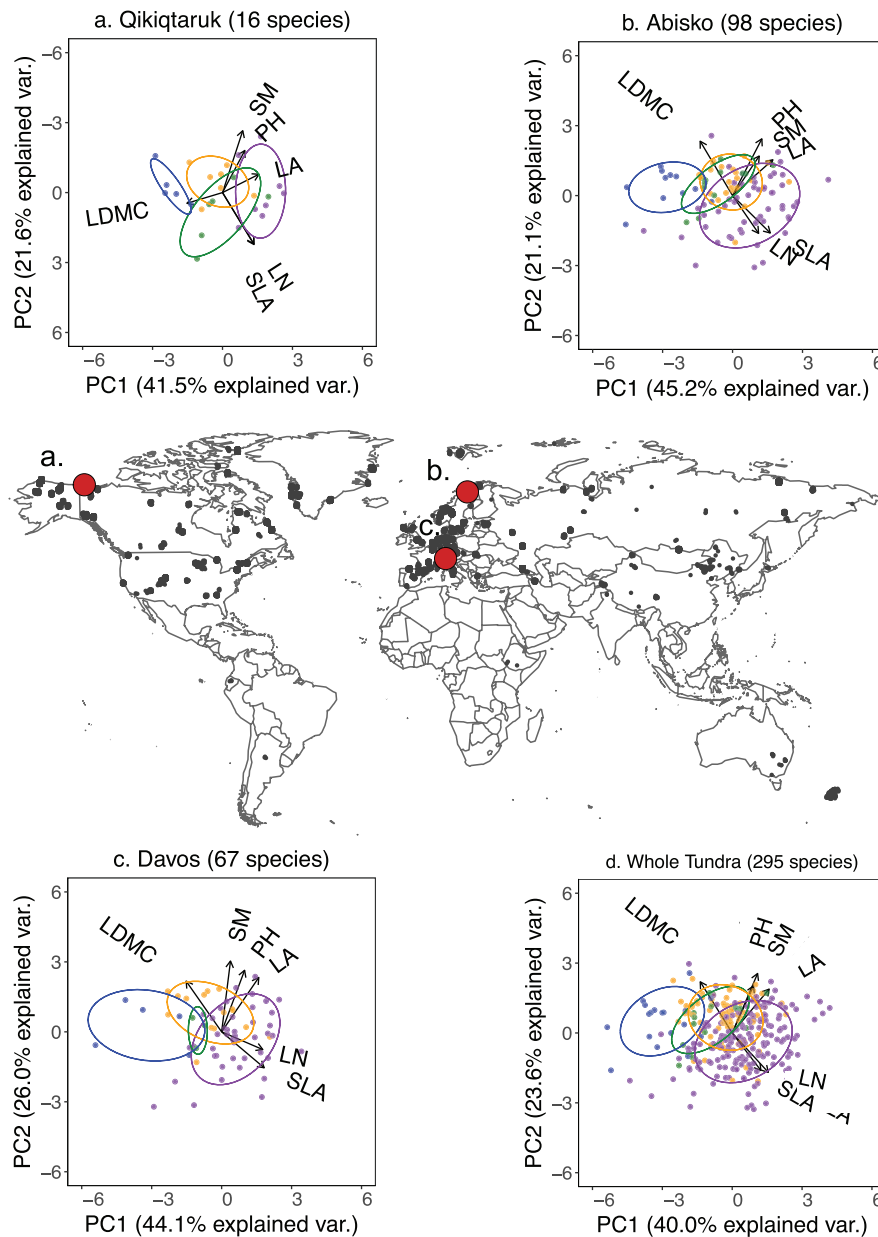 a. Qikiqtaruk (16 species)
b. Abisko (98 species)
PC2 (21.6% explained var.)
−6
−3
0
3
6
SM
PH
LA
LDMC
LN
SLA
−6
−3
0
3
6
PC1 (41.5% explained var.)
PC2 (21.1% explained var.)
6
3
0
−3
−6
LDMC
PH
SM
LA
LN
SLA
−6
−3
0
3
6
PC1 (45.2% explained var.)
a.
b.
c.
c. Davos (67 species)
d. Whole Tundra (295 species)
PC2 (26.0% explained var.)
6
3
0
−3
−6
LDMC
SM
PH
LA
LN
SLA
−6
−3
0
3
6
PC1 (44.1% explained var.)
PC2 (23.6% explained var.)
6
3
0
−3
−6
LDMC
PH
SM
LA
LN
SLA
−6
−3
0
3
6
PC1 (40.0% explained var.)